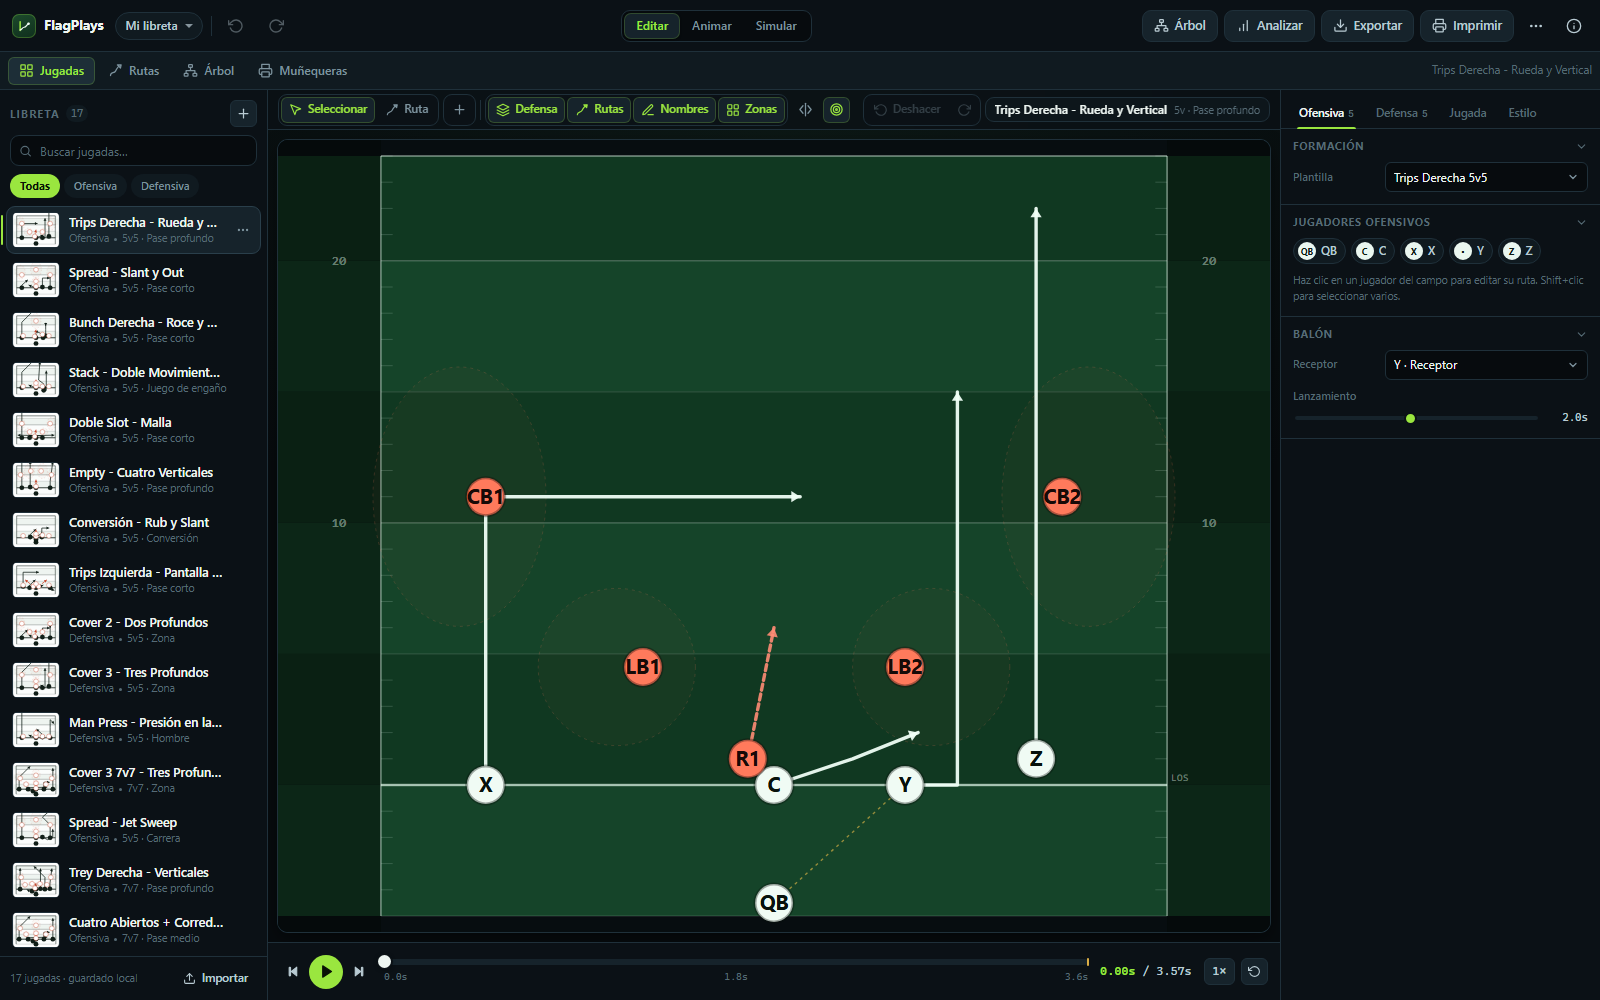 FlagPlays
Mi libreta
Editar
Animar
Simular
Árbol
Analizar
Exportar
Imprimir
Jugadas
Rutas
Árbol
Muñequeras
Trips Derecha - Rueda y Vertical
LIBRETA 17
Buscar jugadas...
Todas
Ofensiva
Defensiva
Trips Derecha - Rueda y ...
Ofensiva • 5v5 · Pase profundo
Spread - Slant y Out
Ofensiva • 5v5 · Pase corto
Bunch Derecha - Roce y ...
Ofensiva • 5v5 · Pase corto
Stack - Doble Movimient...
Ofensiva • 5v5 · Juego de engaño
Doble Slot - Malla
Ofensiva • 5v5 · Pase corto
Empty - Cuatro Verticales
Ofensiva • 5v5 · Pase profundo
Conversión - Rub y Slant
Ofensiva • 5v5 · Conversión
Trips Izquierda - Pantalla ...
Ofensiva • 5v5 · Pase corto
Cover 2 - Dos Profundos
Defensiva • 5v5 · Zona
Cover 3 - Tres Profundos
Defensiva • 5v5 · Zona
Man Press - Presión en la...
Defensiva • 5v5 · Hombre
Cover 3 7v7 - Tres Profun...
Defensiva • 7v7 · Zona
Spread - Jet Sweep
Ofensiva • 5v5 · Carrera
Trey Derecha - Verticales
Ofensiva • 7v7 · Pase profundo
Cuatro Abiertos + Corred...
Ofensiva • 7v7 · Pase medio
17 jugadas · guardado local
Importar
Seleccionar
Ruta
Defensa
Rutas
Nombres
Zonas
Deshacer
Trips Derecha - Rueda y Vertical 5v · Pase profundo
20
20
CB1
CB2
10
10
LB1
LB2
R1
Z
X
C
Y
LOS
QB
0.0s
1.8s
3.6s
0.00s / 3.57s
1×
Ofensiva 5
Defensa 5
Jugada
Estilo
FORMACIÓN
Plantilla
Trips Derecha 5v5
JUGADORES OFENSIVOS
QB QB
C C
X X
• Y
Z Z
Haz clic en un jugador del campo para editar su ruta. Shift+clic
para seleccionar varios.
BALÓN
Receptor
Y · Receptor
Lanzamiento
2.0s